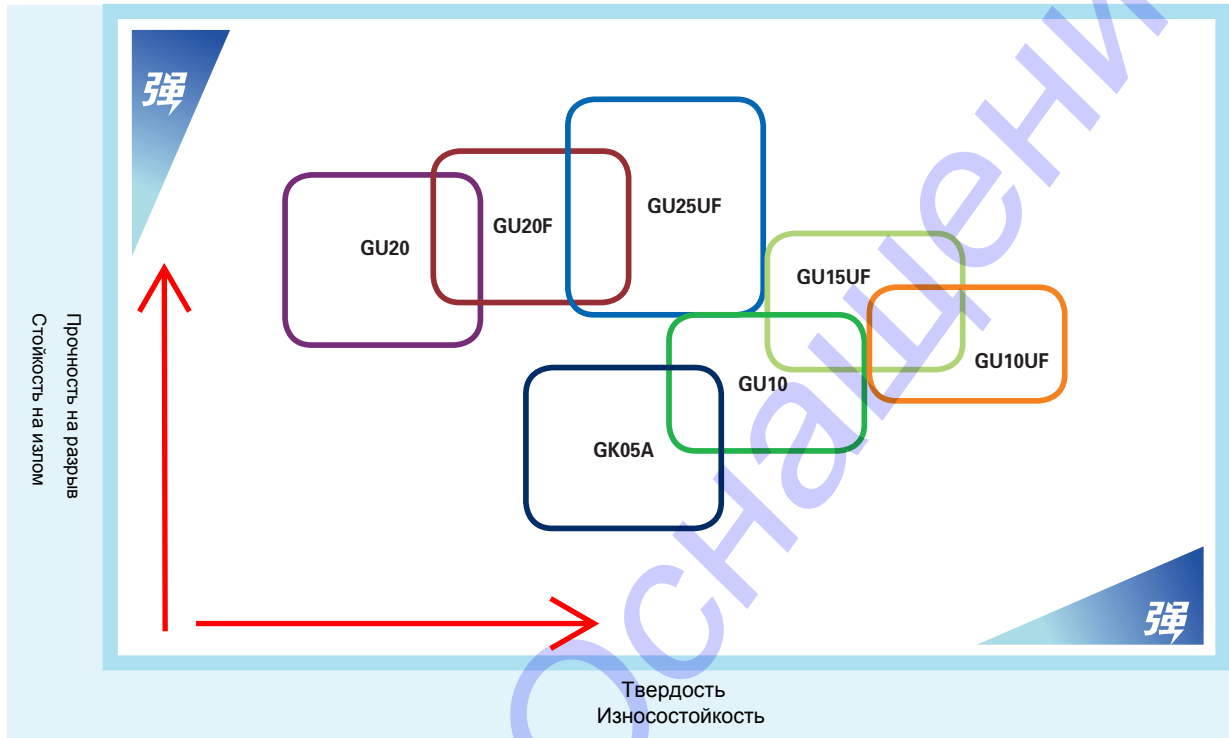 强
GU25UF
GU20F
GU20
GU15UF
GU10UF
GU10
GK05A
Прочность на разрыв
Стойкость на излом
强
Твердость
Износостойкость
Оснащени